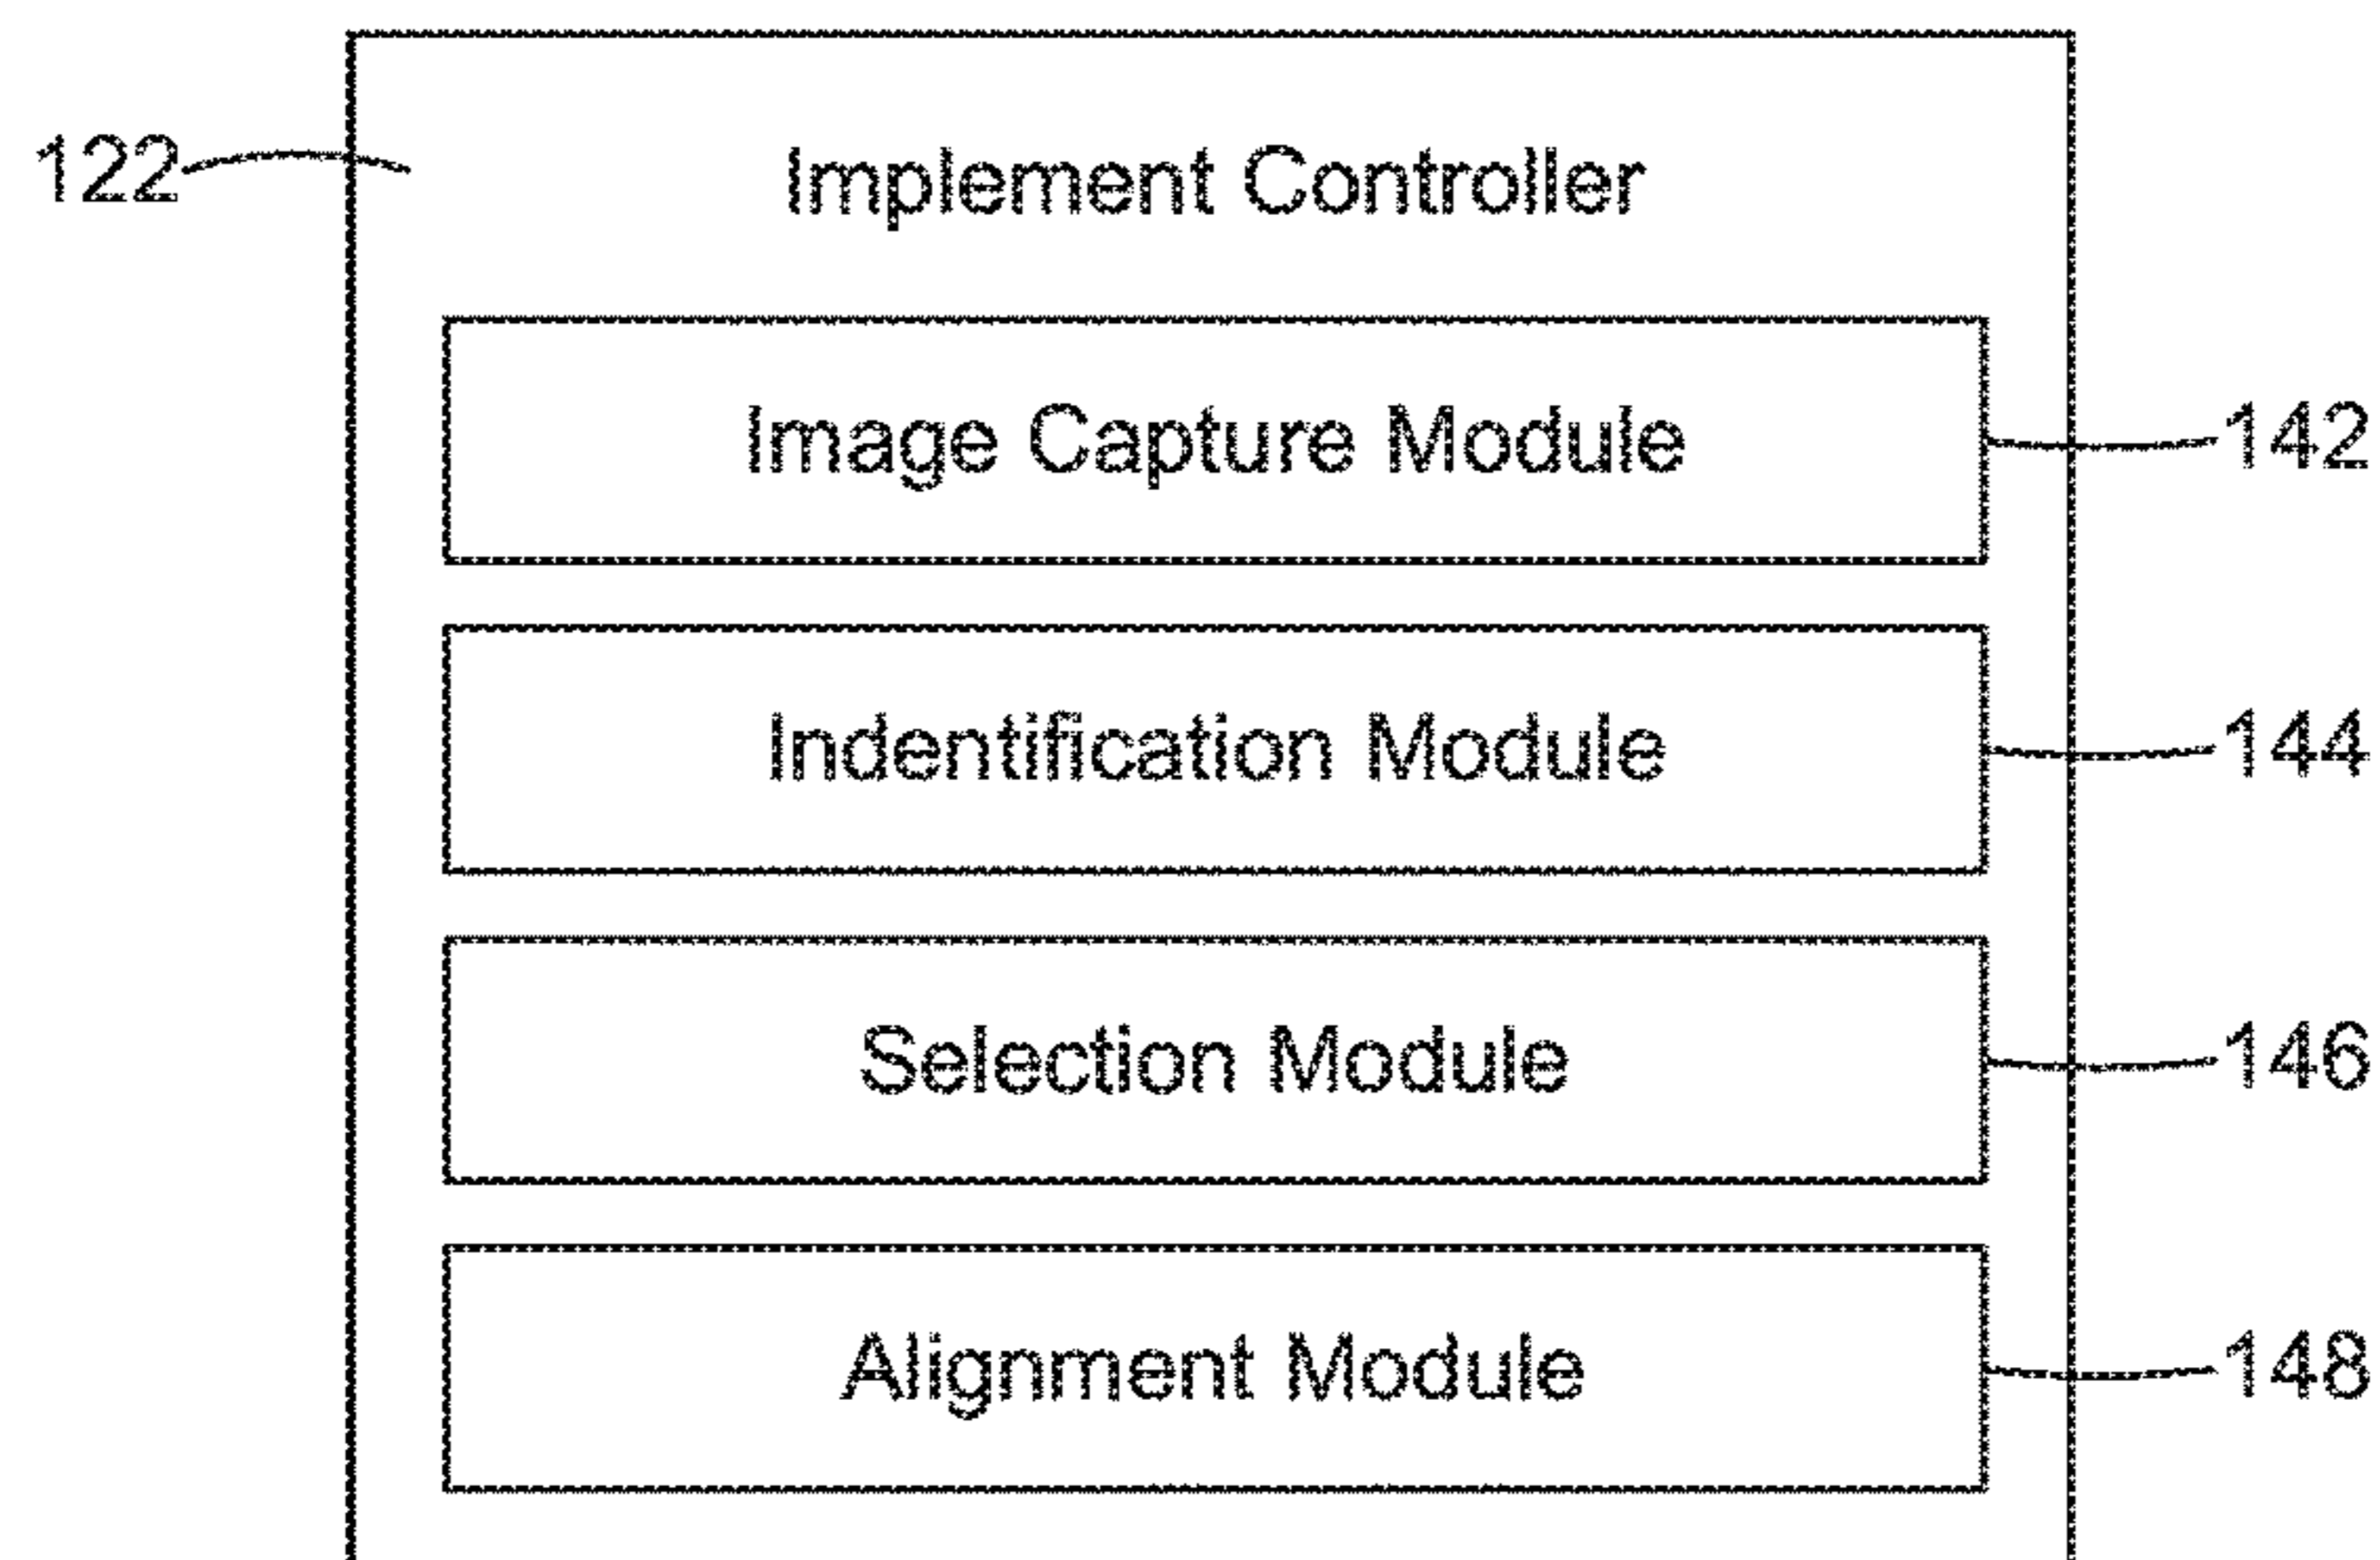 122 Implement Controller
Image Capture Module 142
Indentification Module 144
Selection Module 146
Alignment Module 148